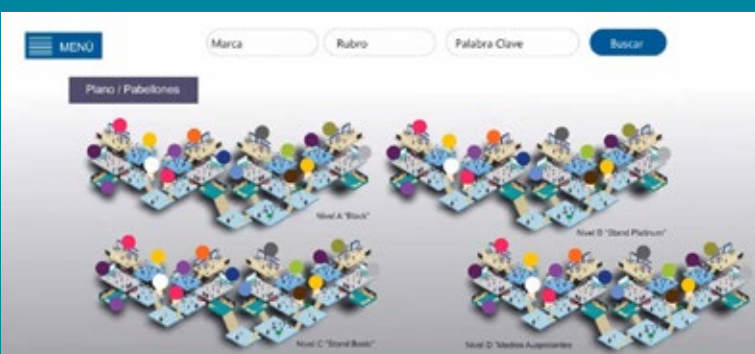 MENÚ
Marca
Rubro
Palabra Clave
Buscar
Plano / Pabellones
Nivel A "Black"
Nivel B "Stand Platinum"
Nivel C "Stand Basic"
Nivel D "Medios Auspiciantes